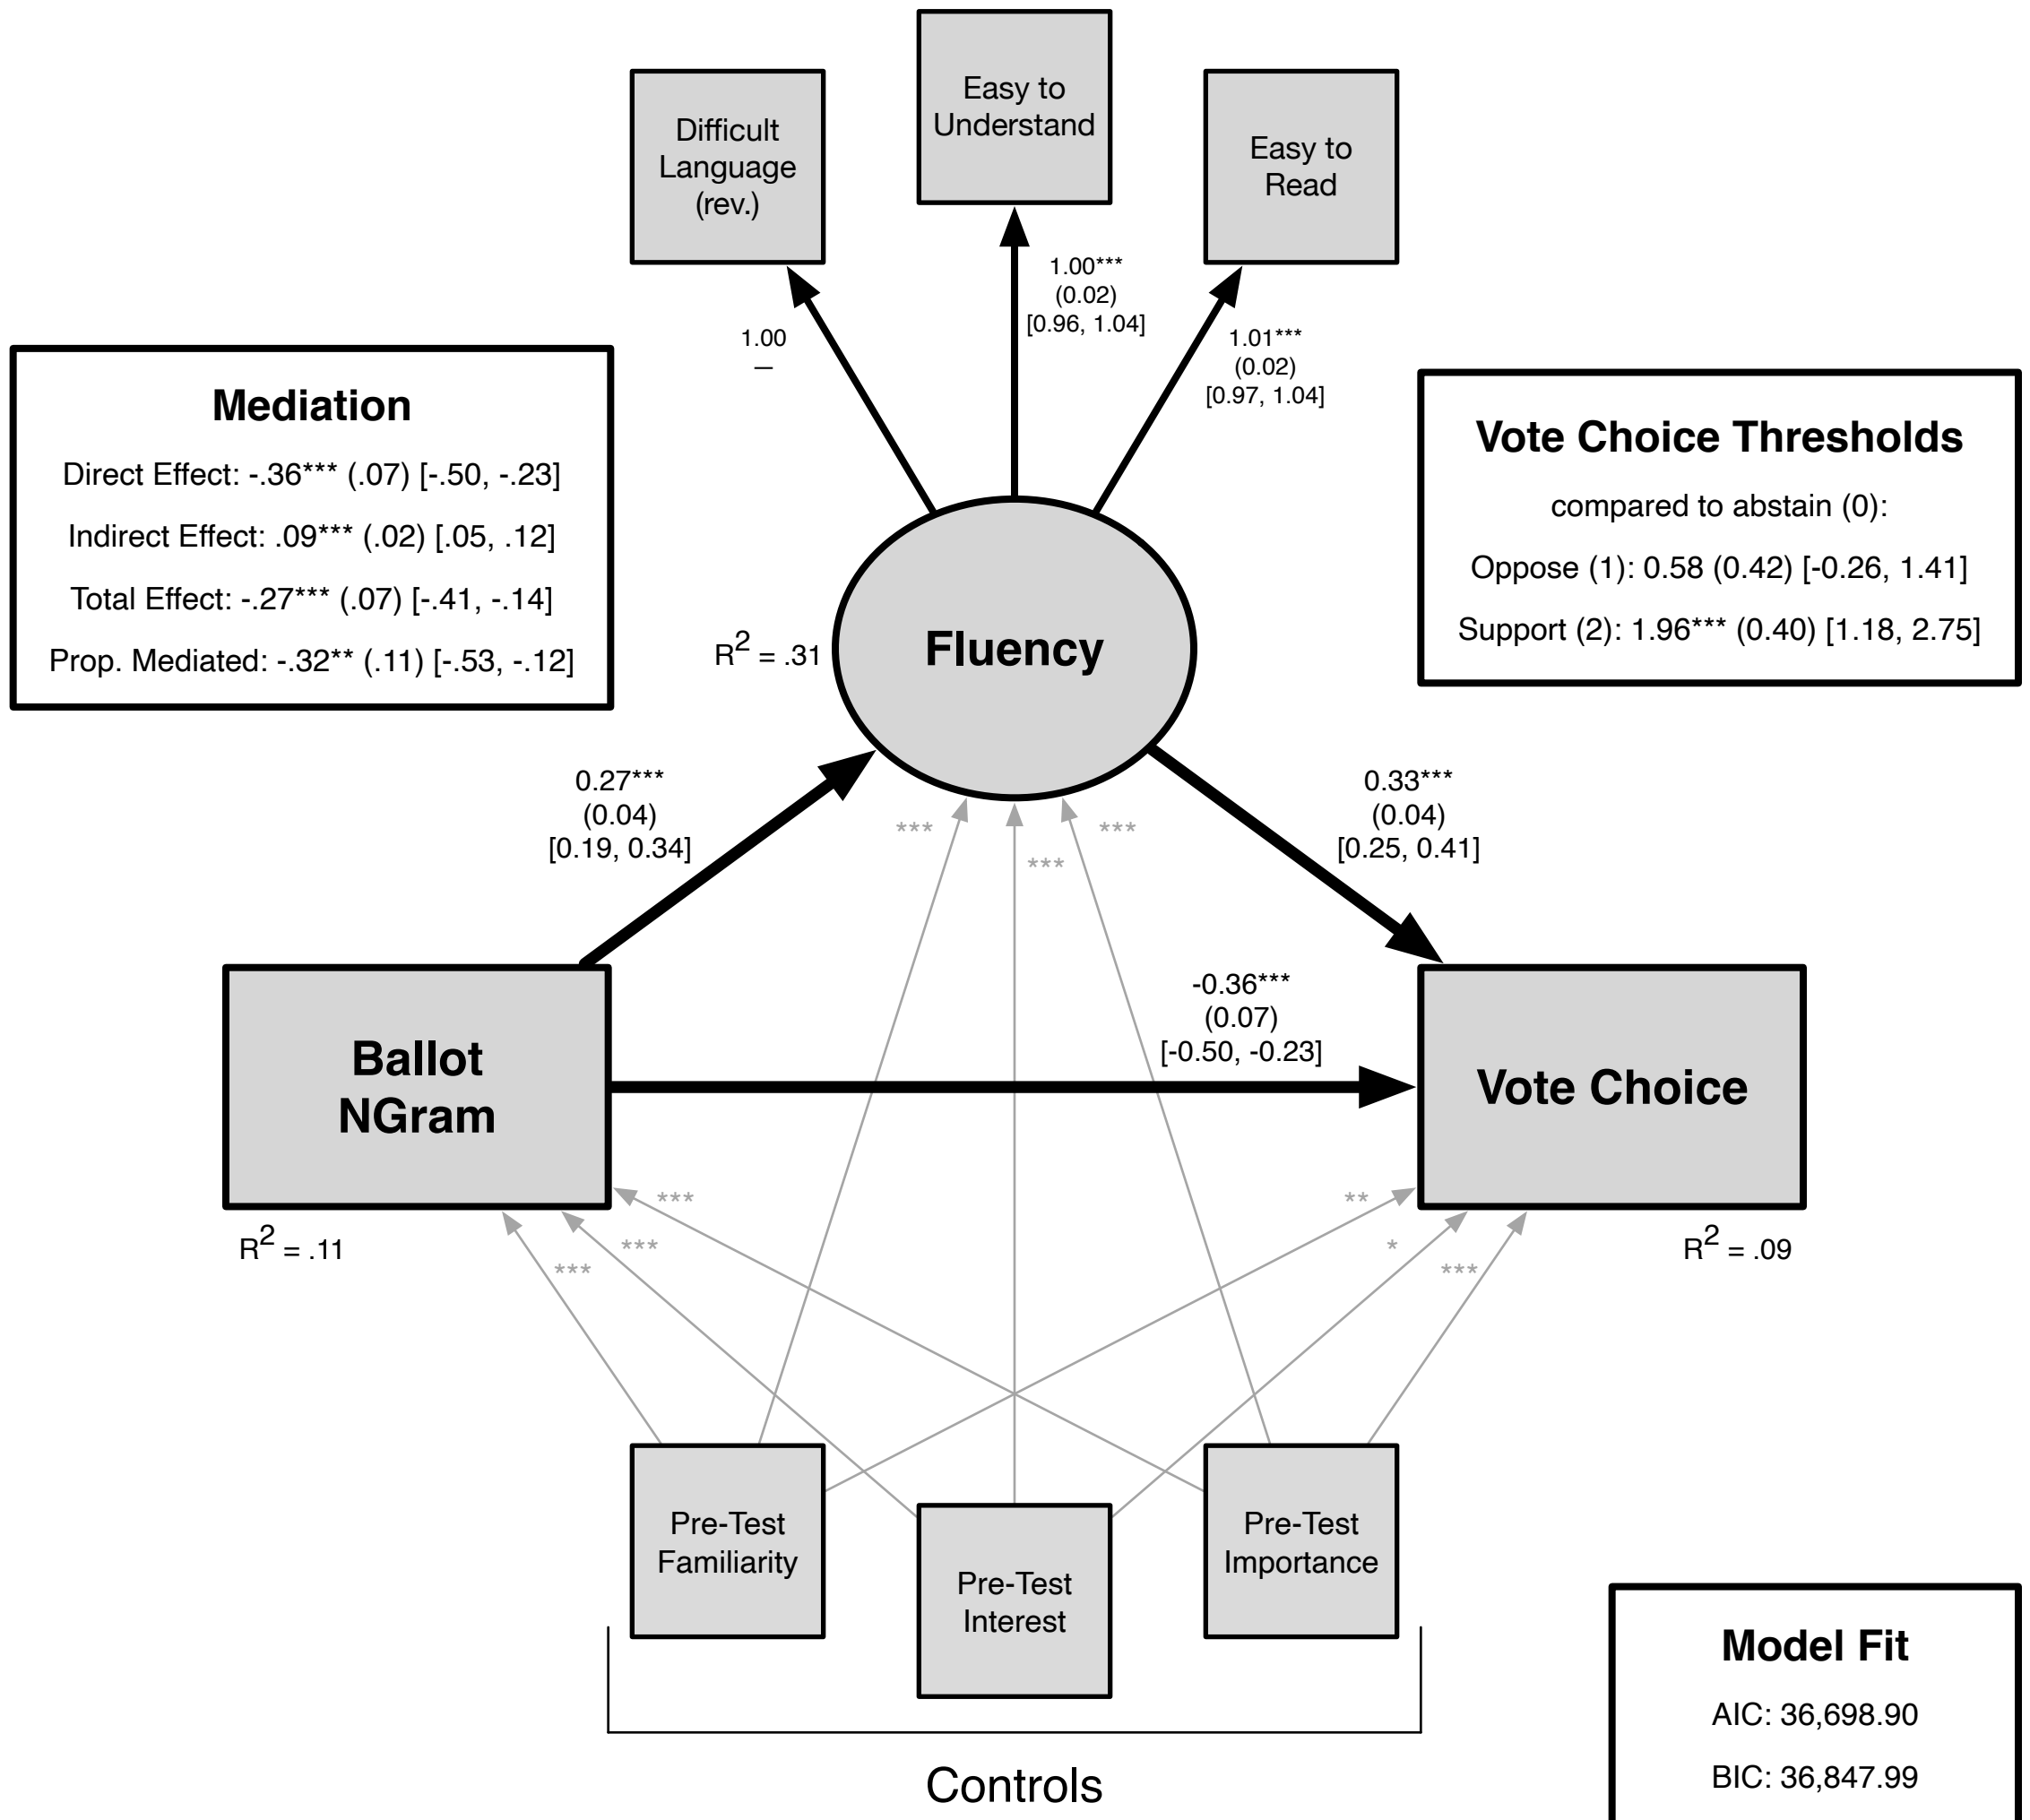 Difficult
Language
(rev.)
Easy to
Understand
Easy to
Read
1.00
—
1.00***
(0.02)
[0.96, 1.04]
1.01***
(0.02)
[0.97, 1.04]
Mediation
Direct Effect: -.36*** (.07) [-.50, -.23]
Indirect Effect: .09*** (.02) [.05, .12]
Total Effect: -.27*** (.07) [-.41, -.14]
Prop. Mediated: -.32** (.11) [-.53, -.12]
Vote Choice Thresholds
compared to abstain (0):
Oppose (1): 0.58 (0.42) [-0.26, 1.41]
Support (2): 1.96*** (0.40) [1.18, 2.75]
R² = .31
Fluency
0.27***
(0.04)
[0.19, 0.34]
0.33***
(0.04)
[0.25, 0.41]
***
***
***
Ballot
NGram
-0.36***
(0.07)
[-0.50, -0.23]
Vote Choice
R² = .11
***
***
***
**
*
***
R² = .09
Pre-Test
Familiarity
Pre-Test
Interest
Pre-Test
Importance
Controls
Model Fit
AIC: 36,698.90
BIC: 36,847.99